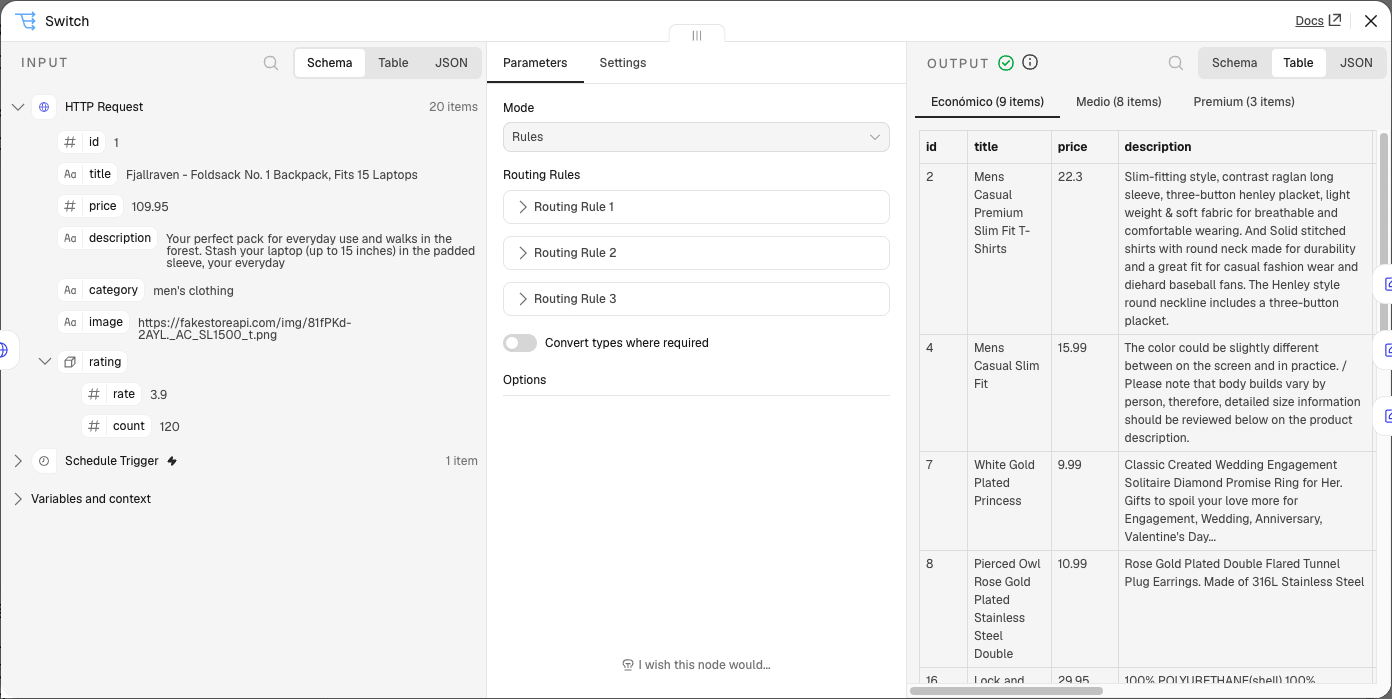 Switch
Docs
INPUT
Schema
Table
JSON
HTTP Request
20 items
# id 1
Aa title Fjallraven - Foldsack No. 1 Backpack, Fits 15 Laptops
# price 109.95
Aa description Your perfect pack for everyday use and walks in the
forest. Stash your laptop (up to 15 inches) in the padded
sleeve, your everyday
Aa category men's clothing
Aa image https://fakestoreapi.com/img/81fPKd-
2AYL._AC_SL1500_t.png
rating
# rate 3.9
# count 120
Schedule Trigger
1 item
Variables and context
Parameters
Settings
Mode
Rules
Routing Rules
Routing Rule 1
Routing Rule 2
Routing Rule 3
Convert types where required
Options
I wish this node would...
OUTPUT
Schema
Table
JSON
Económico (9 items)
Medio (8 items)
Premium (3 items)
id title price description
2
Mens
Casual
Premium
Slim Fit T-
Shirts
22.3
Slim-fitting style, contrast raglan long
sleeve, three-button henley placket, light
weight & soft fabric for breathable and
comfortable wearing. And Solid stitched
shirts with round neck made for durability
and a great fit for casual fashion wear and
diehard baseball fans. The Henley style
round neckline includes a three-button
placket.
4
Mens
Casual Slim
Fit
15.99
The color could be slightly different
between on the screen and in practice. /
Please note that body builds vary by
person, therefore, detailed size information
should be reviewed below on the product
description.
7
White Gold
Plated
Princess
9.99
Classic Created Wedding Engagement
Solitaire Diamond Promise Ring for Her.
Gifts to spoil your love more for
Engagement, Wedding, Anniversary,
Valentine's Day...
8
Pierced Owl
Rose Gold
Plated
Stainless
Steel
Double
10.99
Rose Gold Plated Double Flared Tunnel
Plug Earrings. Made of 316L Stainless Steel
16
Lock and
29.95
100% POLYURETHANE(shell) 100%